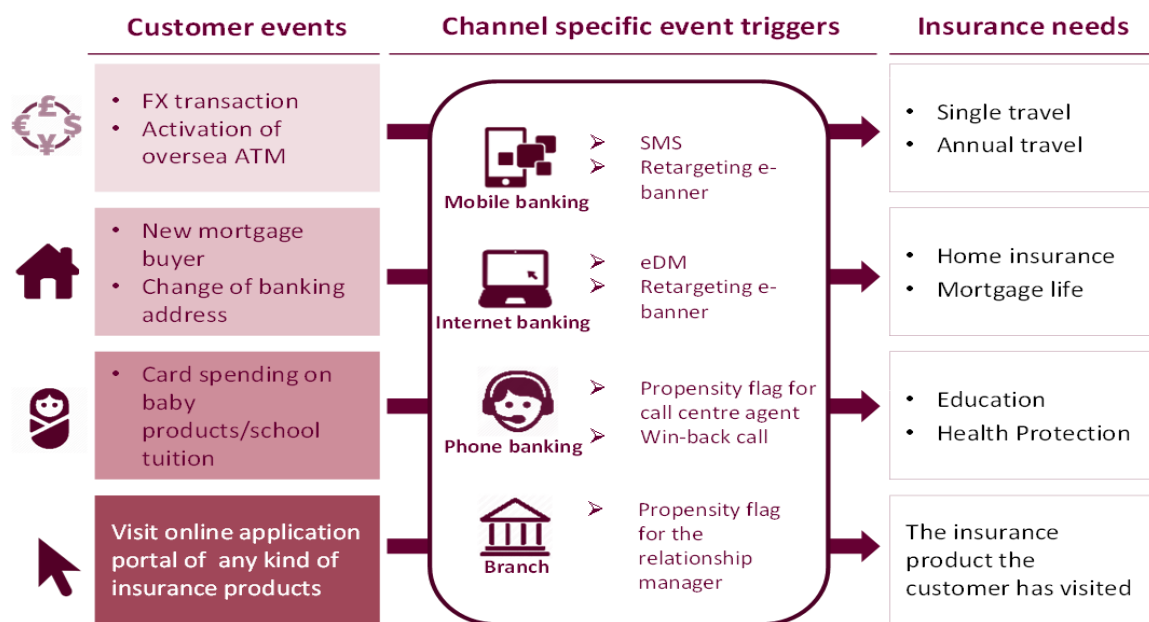 Customer events
Channel specific event triggers
Insurance needs
€ £ $ ¥
• FX transaction
• Activation of
oversea ATM
• New mortgage
buyer
• Change of banking
address
• Card spending on
baby
products/school
tuition
Visit online application
portal of any kind of
insurance products
Mobile banking
➢ SMS
➢ Retargeting e-
banner
Internet banking
➢ eDM
➢ Retargeting e-
banner
Phone banking
➢ Propensity flag for
call centre agent
➢ Win-back call
Branch
➢ Propensity flag
for the
relationship
manager
• Single travel
• Annual travel
• Home insurance
• Mortgage life
• Education
• Health Protection
The insurance
product the
customer has visited